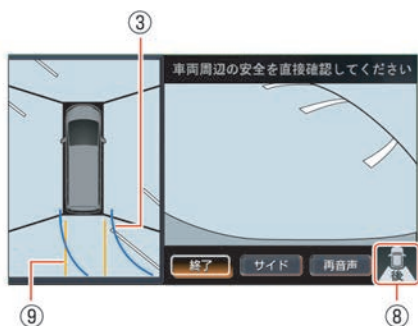 ③
車両周辺の安全を直接確認してください
終了 サイド 再音声 後
⑨ ⑧